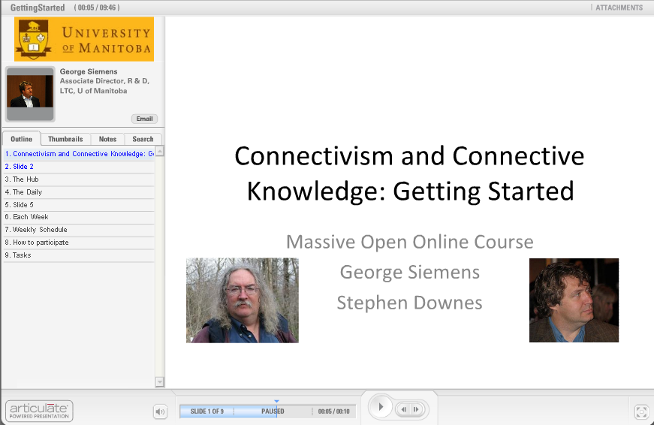 GettingStarted ( 00:05 / 09:46 )
ATTACHMENTS
UNIVERSITY
OF MANITOBA
George Siemens
Associate Director, R & D,
LTC, U of Manitoba
Email
Outline Thumbnails Notes Search
1. Connectivism and Connective Knowledge: Ge
2. Slide 2
3. The Hub
4. The Daily
5. Slide 5
6. Each Week
7. Weekly Schedule
8. How to participate
9. Tasks
Connectivism and Connective
Knowledge: Getting Started
Massive Open Online Course
George Siemens
Stephen Downes
articulate
POWERED PRESENTATION
SLIDE 1 OF 9 PAUSED 00:05 / 00:10